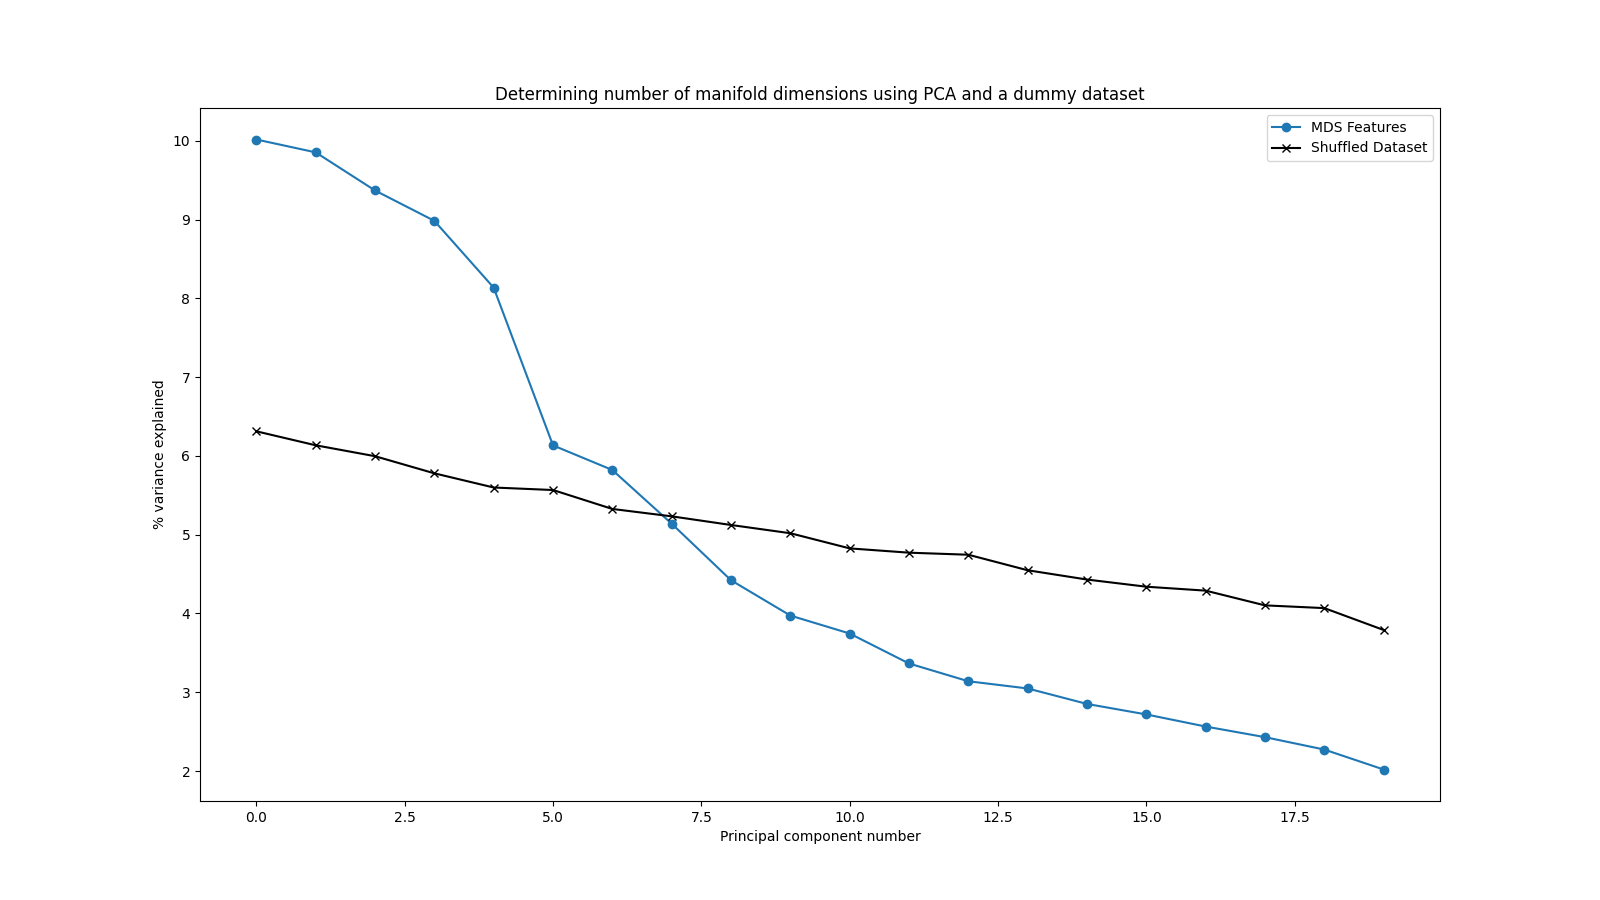 Determining number of manifold dimensions using PCA and a dummy dataset
MDS Features
Shuffled Dataset
10
9
8
7
6
5
4
3
2
% variance explained
0.0 2.5 5.0 7.5 10.0 12.5 15.0 17.5
Principal component number